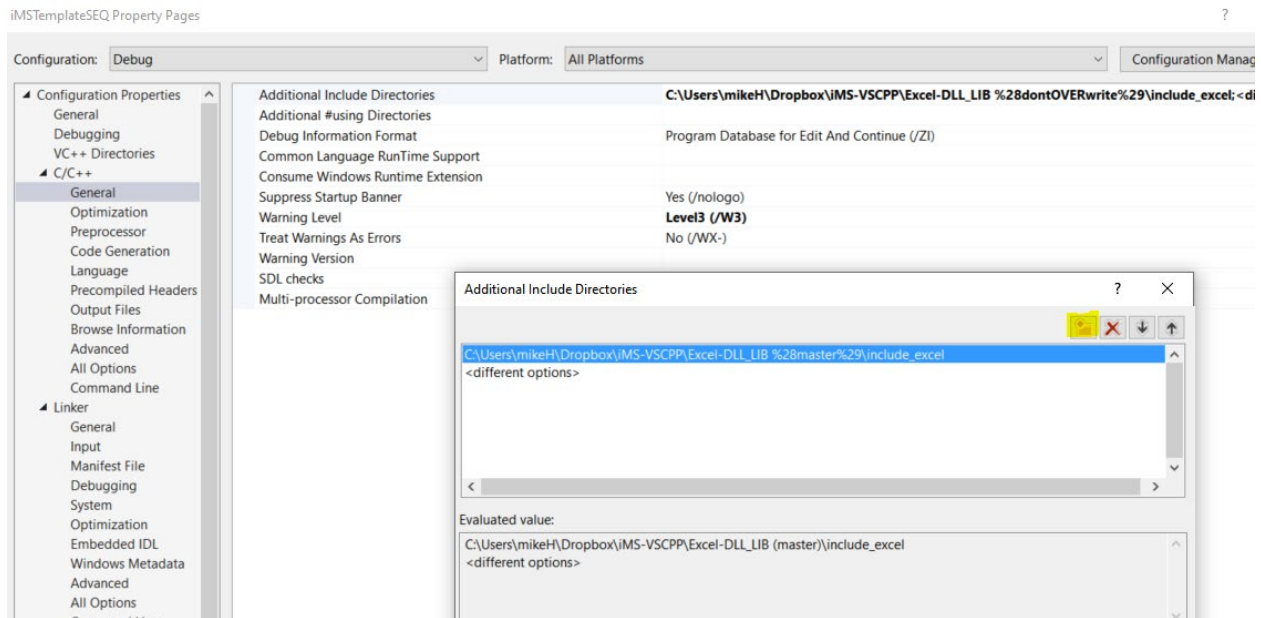 iMSTemplateSEQ Property Pages ?
Configuration: Debug Platform: All Platforms Configuration Manag
Configuration Properties
General
Debugging
VC++ Directories
C/C++
General
Optimization
Preprocessor
Code Generation
Language
Precompiled Headers
Output Files
Browse Information
Advanced
All Options
Command Line
Linker
General
Input
Manifest File
Debugging
System
Optimization
Embedded IDL
Windows Metadata
Advanced
All Options
Additional Include Directories C:\Users\mikeH\Dropbox\iMS-VSCPP\Excel-DLL_LIB %28dontOVERwrite%29\include_excel;<di
Additional #using Directories
Debug Information Format Program Database for Edit And Continue (/ZI)
Common Language RunTime Support
Consume Windows Runtime Extension
Suppress Startup Banner Yes (/nologo)
Warning Level Level3 (/W3)
Treat Warnings As Errors No (/WX-)
Warning Version
SDL checks
Multi-processor Compilation
Additional Include Directories ?
C:\Users\mikeH\Dropbox\iMS-VSCPP\Excel-DLL_LIB %28master%29\include_excel
<different options>
Evaluated value:
C:\Users\mikeH\Dropbox\iMS-VSCPP\Excel-DLL_LIB (master)\include_excel
<different options>